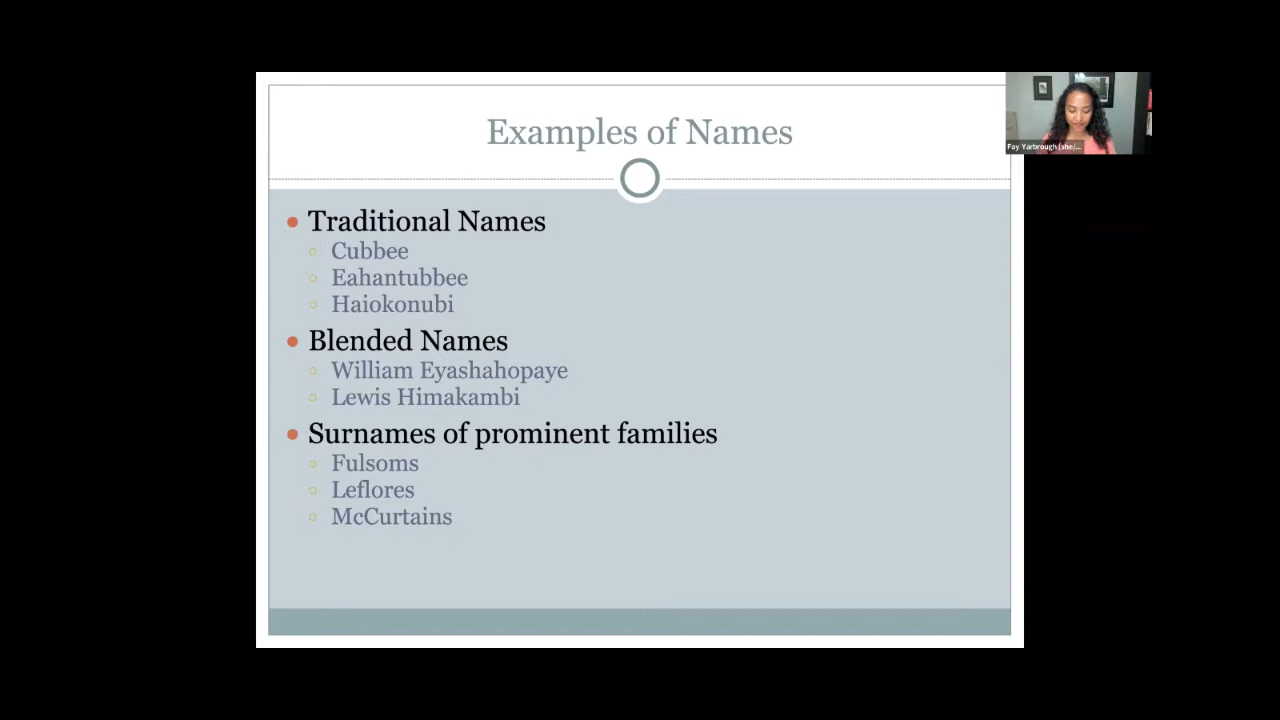 Examples of Names
Fay Yarbrough (she/...
Traditional Names
Cubbee
Eahantubbee
Haiokonubi
Blended Names
William Eyashahopaye
Lewis Himakambi
Surnames of prominent families
Fulsoms
Leflores
McCurtains